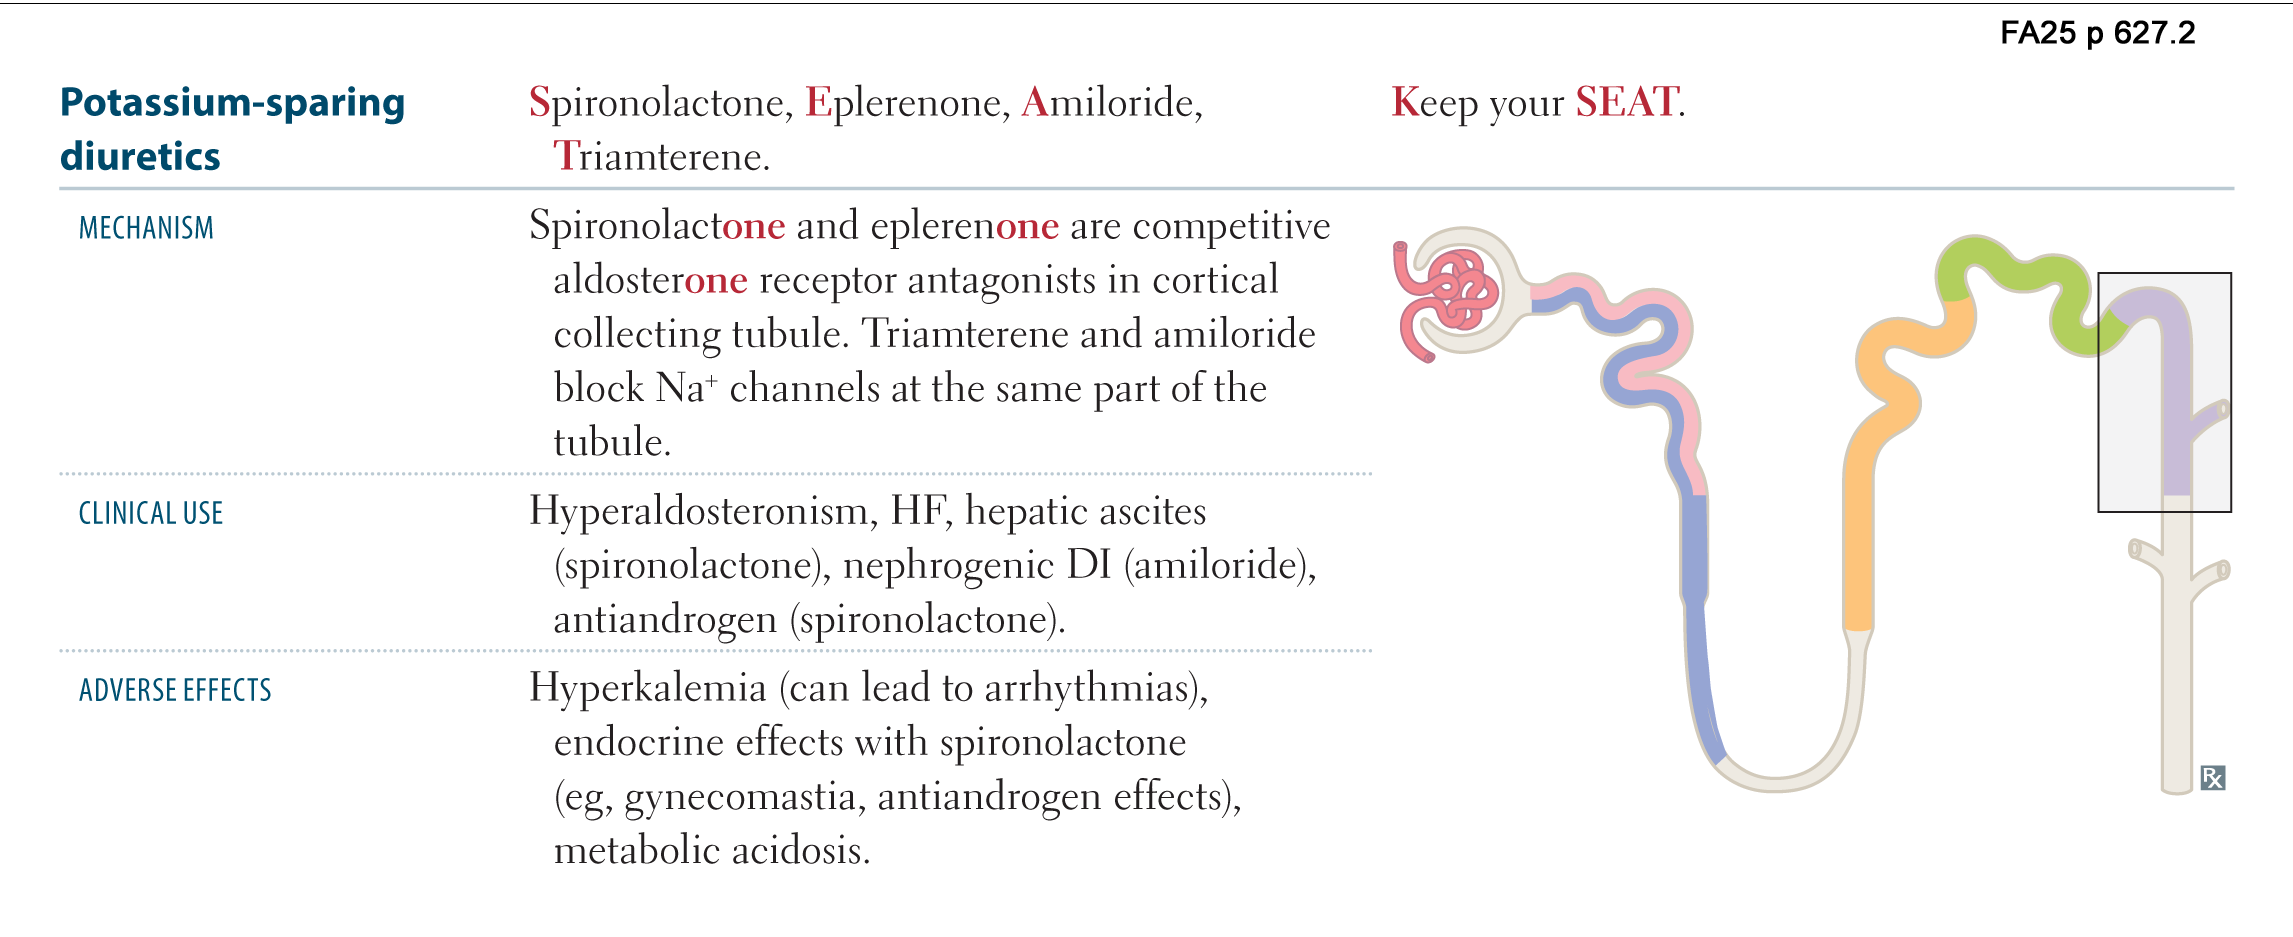 FA25 p 627.2
Potassium-sparing
diuretics
Spironolactone, Eplerenone, Amiloride,
Triamterene.
Keep your SEAT.
MECHANISM
Spironolactone and eplerenone are competitive
aldosterone receptor antagonists in cortical
collecting tubule. Triamterene and amiloride
block Na⁺ channels at the same part of the
tubule.
CLINICAL USE
Hyperaldosteronism, HF, hepatic ascites
(spironolactone), nephrogenic DI (amiloride),
antiandrogen (spironolactone).
ADVERSE EFFECTS
Hyperkalemia (can lead to arrhythmias),
endocrine effects with spironolactone
(eg, gynecomastia, antiandrogen effects),
metabolic acidosis.
Rx